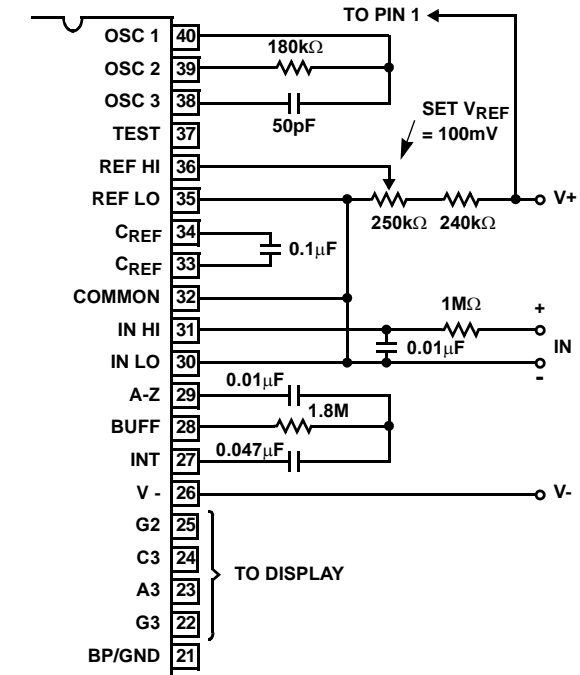 TO PIN 1
OSC 1 40
180kΩ
OSC 2 39
OSC 3 38
50pF
SET VREF
= 100mV
TEST 37
REF HI 36
REF LO 35
V+
250kΩ 240kΩ
CREF 34
0.1μF
CREF 33
COMMON 32
1MΩ
+
IN HI 31
0.01μF
IN
IN LO 30
-
0.01μF
A-Z 29
1.8M
BUFF 28
0.047μF
INT 27
V - 26
V-
G2 25
C3 24
TO DISPLAY
A3 23
G3 22
BP/GND 21